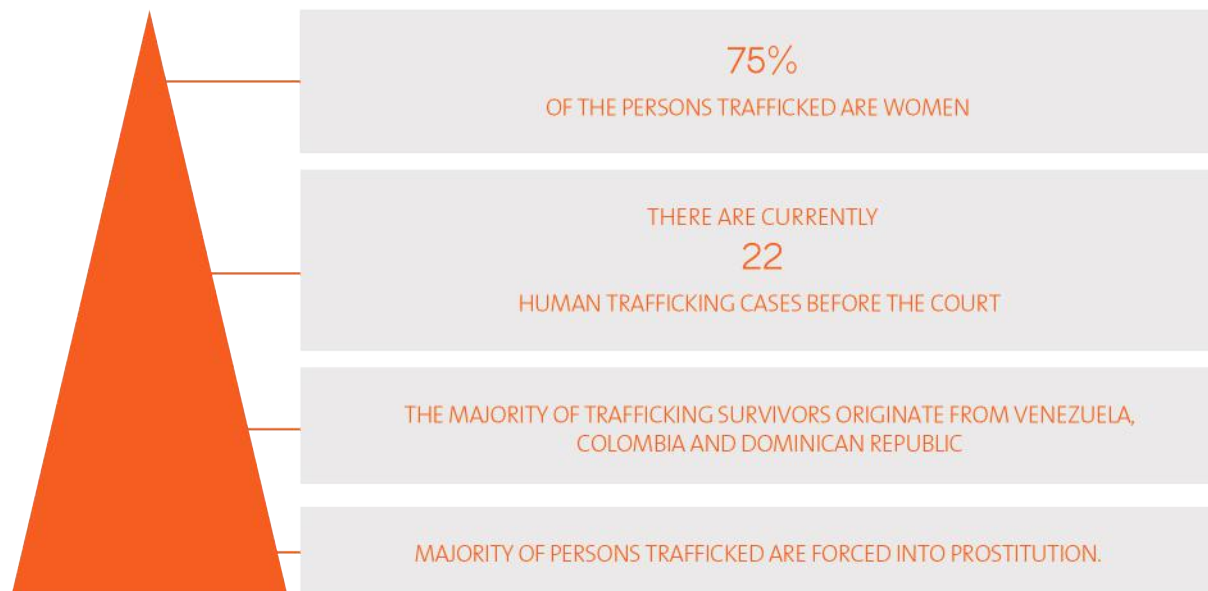 75%
OF THE PERSONS TRAFFICKED ARE WOMEN
THERE ARE CURRENTLY
22
HUMAN TRAFFICKING CASES BEFORE THE COURT
THE MAJORITY OF TRAFFICKING SURVIVORS ORIGINATE FROM VENEZUELA,
COLOMBIA AND DOMINICAN REPUBLIC
MAJORITY OF PERSONS TRAFFICKED ARE FORCED INTO PROSTITUTION.